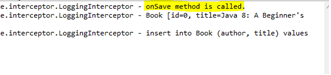 e.interceptor.LoggingInterceptor - onSave method is called.
e.interceptor.LoggingInterceptor - Book [id=0, title=Java 8: A Beginner's
e.interceptor.LoggingInterceptor - insert into Book (author, title) values